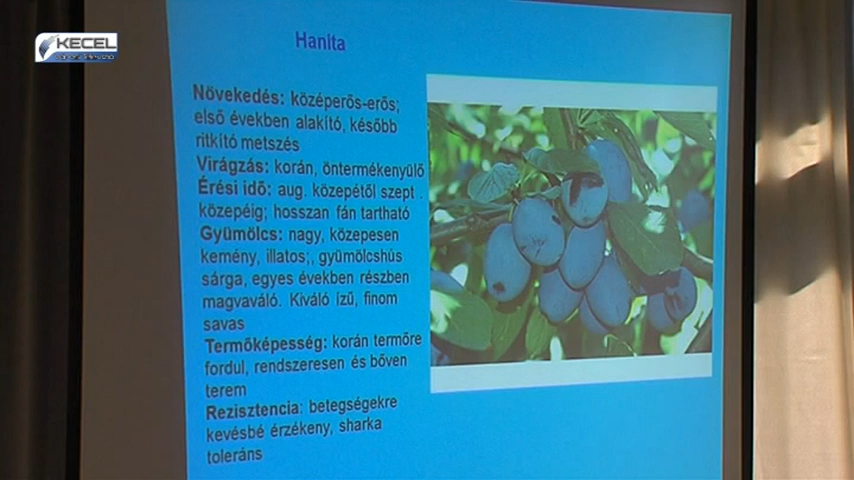 KECEL
Hanita
Növekedés: középerős-erős;
első években alakító, később
ritkító metszés
Virágzás: korán, öntermékenyülő
Érési idő: aug. közepétől szept .
közepéig; hosszan fán tartható
Gyümölcs: nagy, közepesen
kemény, illatos;, gyümölcshús
sárga, egyes években részben
magvaváló. Kiváló ízű, finom
savas
Termőképesség: korán termőre
fordul, rendszeresen és bőven
terem
Rezisztencia: betegségekre
kevésbé érzékeny, sharka
toleráns